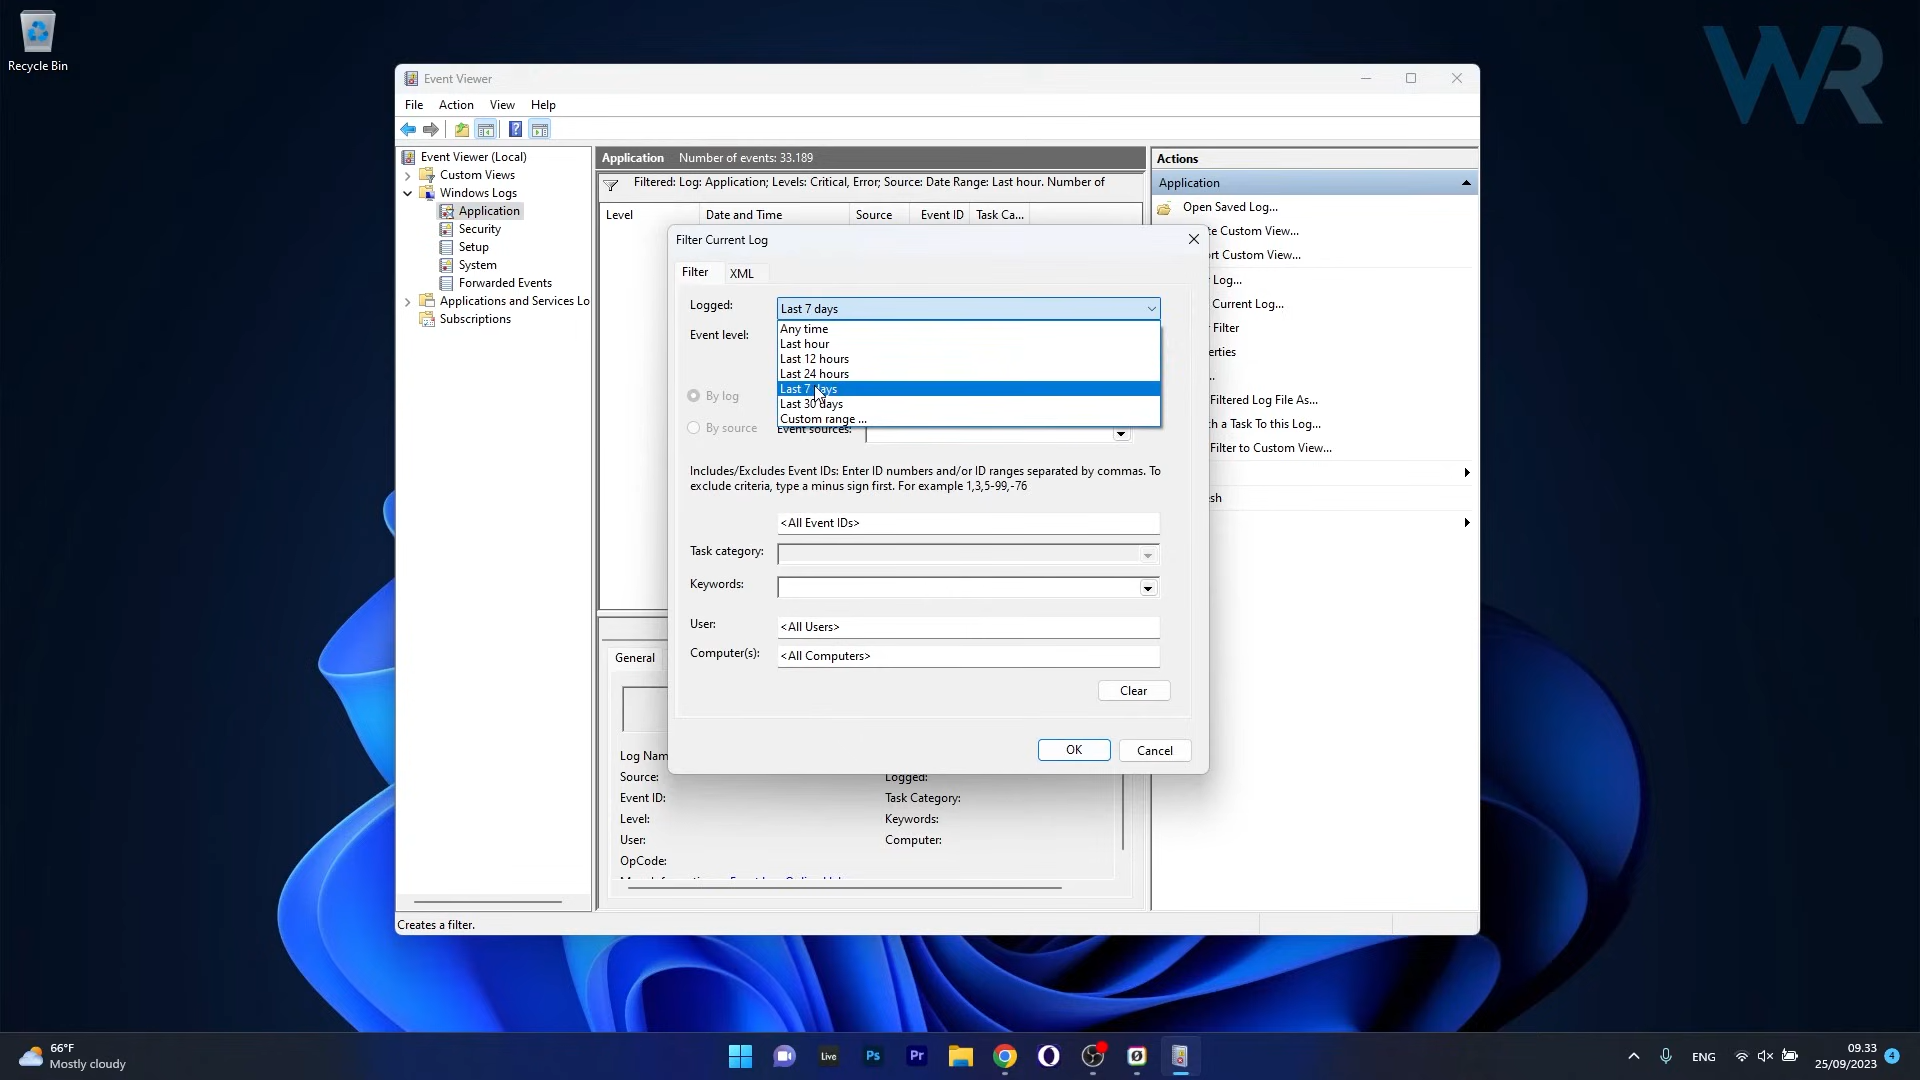 Recycle Bin
WR
Event Viewer
File Action View Help
Event Viewer (Local)
Custom Views
Windows Logs
Application
Security
Setup
System
Forwarded Events
Applications and Services Lo
Subscriptions
Application Number of events: 33.189
Filtered: Log: Application; Levels: Critical, Error; Source: Date Range: Last hour. Number of
Level Date and Time Source Event ID Task Ca...
Actions
Application
Open Saved Log...
te Custom View...
ort Custom View...
r Log...
Current Log...
r Filter
erties
...
Filtered Log File As...
h a Task To this Log...
Filter to Custom View...
sh
Filter Current Log
Filter XML
Logged: Last 7 days
Any time
Event level:
Last hour
Last 12 hours
Last 24 hours
Last 7 days
By log
Last 30 days
Custom range ...
By source Event sources:
Includes/Excludes Event IDs: Enter ID numbers and/or ID ranges separated by commas. To
exclude criteria, type a minus sign first. For example 1,3,5-99,-76
<All Event IDs>
Task category:
Keywords:
User: <All Users>
Computer(s): <All Computers>
Clear
OK Cancel
General
Log Nam
Source: Logged:
Event ID: Task Category:
Level: Keywords:
User: Computer:
OpCode:
Creates a filter.
66°F
Mostly cloudy
Live Ps Pr
ENG
09.33
25/09/2023
4